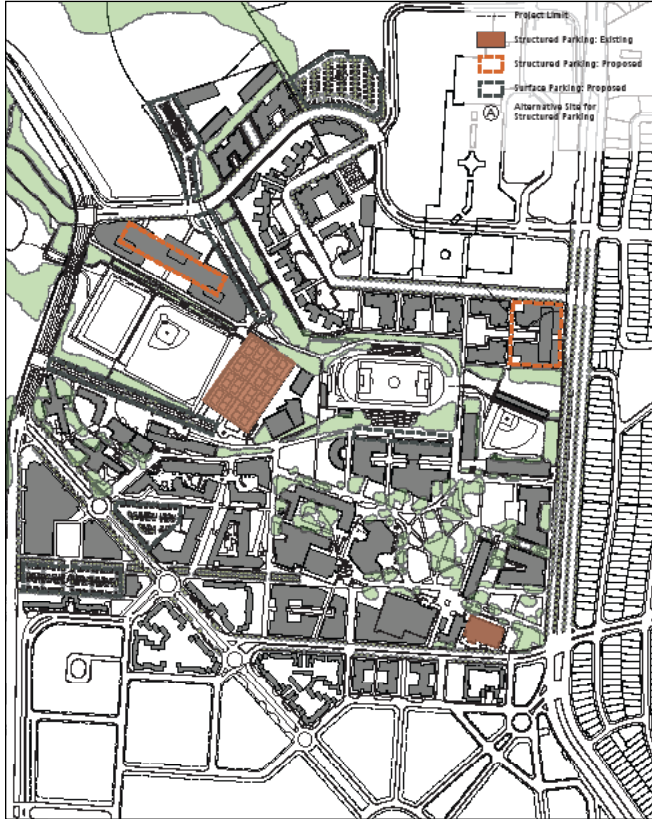 Project Limit
Structured Parking: Existing
Structured Parking: Proposed
Surface Parking: Proposed
A
Alternative Site for
Structured Parking